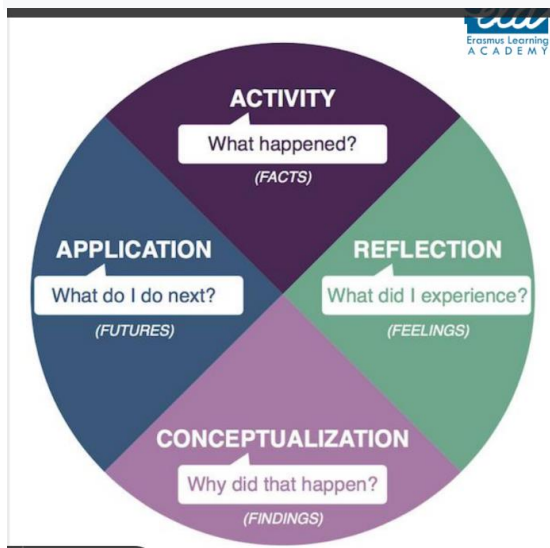 Erasmus Learning
ACADEMY
ACTIVITY
What happened?
(FACTS)
REFLECTION
What did I experience?
(FEELINGS)
CONCEPTUALIZATION
Why did that happen?
(FINDINGS)
APPLICATION
What do I do next?
(FUTURES)